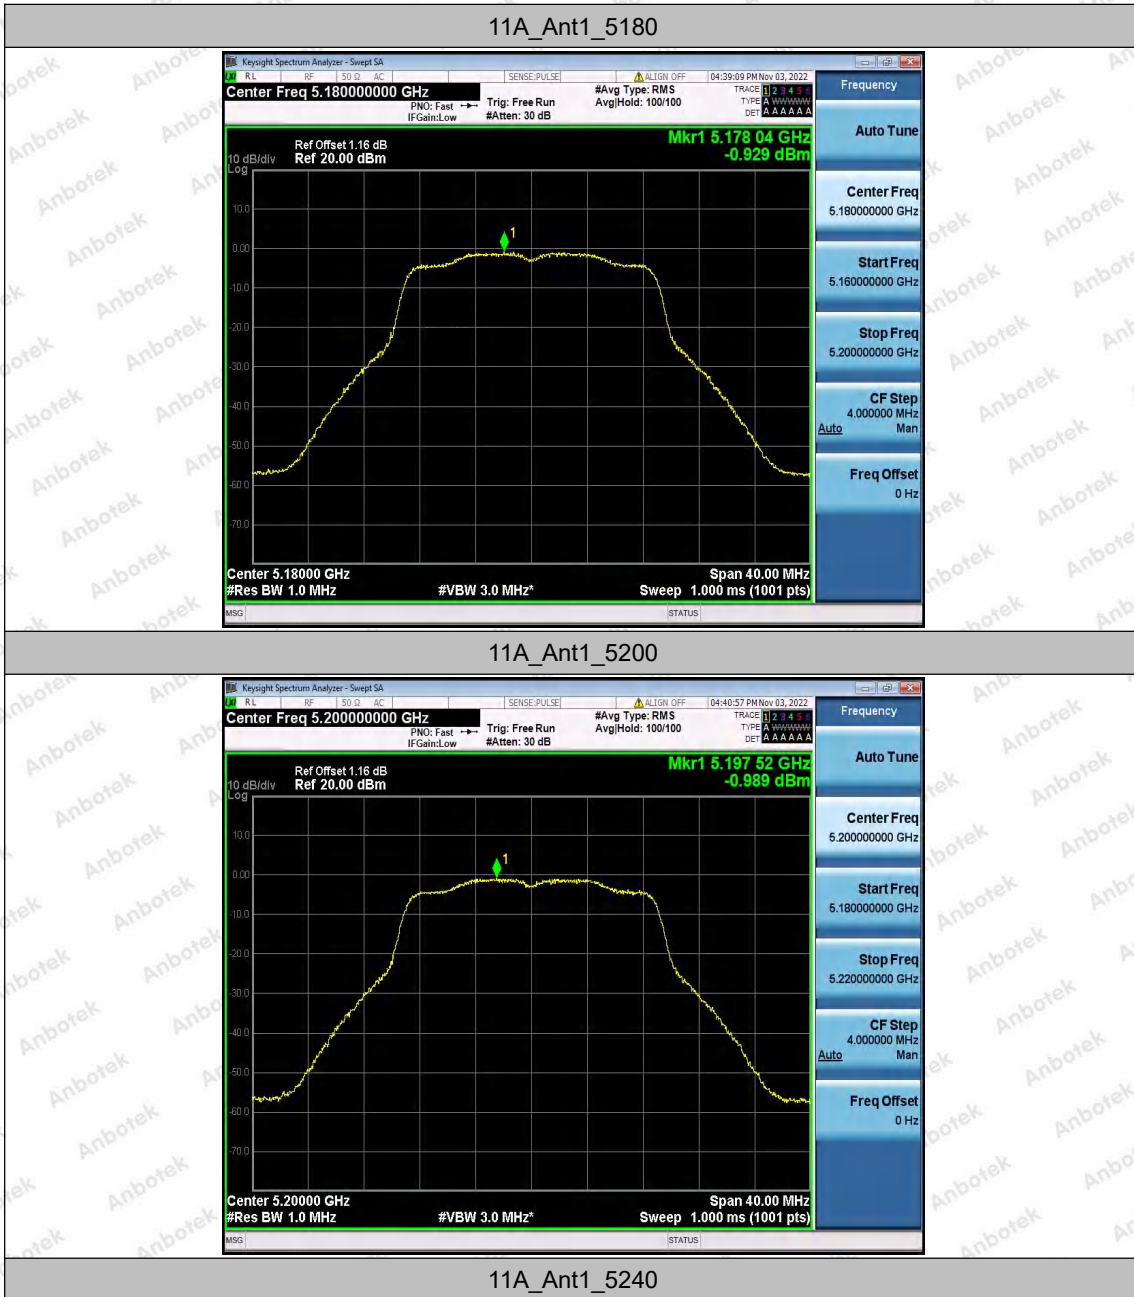 11A_Ant1_5180
Keysight Spectrum Analyzer - Swept SA
RL RF 50 Ω AC SENSE:PULSE ALIGN OFF 04:39:09 PM Nov 03, 2022
Center Freq 5.180000000 GHz
PNO: Fast
IFGain:Low
Trig: Free Run
#Atten: 30 dB
#Avg Type: RMS
Avg|Hold: 100/100
TRACE 1 2 3 4 5 6
TYPE A WWWWW
DET A A A A A A
Frequency
Mkr1 5.178 04 GHz
-0.929 dBm
Ref Offset 1.16 dB
10 dB/div Ref 20.00 dBm
Log
10.0
0.00
-10.0
-20.0
-30.0
-40.0
-50.0
-60.0
-70.0
1
Center 5.18000 GHz Span 40.00 MHz
#Res BW 1.0 MHz #VBW 3.0 MHz* Sweep 1.000 ms (1001 pts)
MSG STATUS
Auto Tune
Center Freq
5.180000000 GHz
Start Freq
5.160000000 GHz
Stop Freq
5.200000000 GHz
CF Step
4.000000 MHz
Auto Man
Freq Offset
0 Hz
11A_Ant1_5200
Keysight Spectrum Analyzer - Swept SA
RL RF 50 Ω AC SENSE:PULSE ALIGN OFF 04:40:57 PM Nov 03, 2022
Center Freq 5.200000000 GHz
PNO: Fast
IFGain:Low
Trig: Free Run
#Atten: 30 dB
#Avg Type: RMS
Avg|Hold: 100/100
TRACE 1 2 3 4 5 6
TYPE A WWWWW
DET A A A A A A
Frequency
Mkr1 5.197 52 GHz
-0.989 dBm
Ref Offset 1.16 dB
10 dB/div Ref 20.00 dBm
Log
10.0
0.00
-10.0
-20.0
-30.0
-40.0
-50.0
-60.0
-70.0
1
Center 5.20000 GHz Span 40.00 MHz
#Res BW 1.0 MHz #VBW 3.0 MHz* Sweep 1.000 ms (1001 pts)
MSG STATUS
Auto Tune
Center Freq
5.200000000 GHz
Start Freq
5.180000000 GHz
Stop Freq
5.220000000 GHz
CF Step
4.000000 MHz
Auto Man
Freq Offset
0 Hz
11A_Ant1_5240
Anbotek